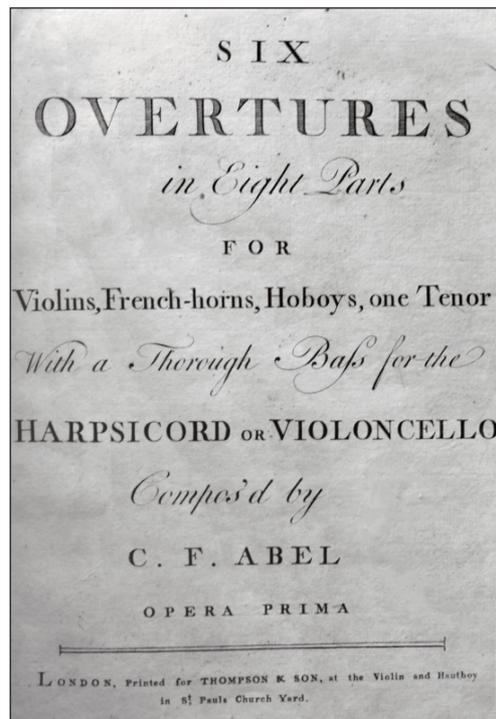 SIX
OVERTURES
in Eight Parts
FOR
Violins, French-horns, Hoboys, one Tenor
With a Thorough Baſs for the
HARPSICORD OR VIOLONCELLO
Compos'd by
C. F. ABEL
OPERA PRIMA
LONDON, Printed for THOMPSON & SON, at the Violin and Hautboy
in St. Pauls Church Yard.